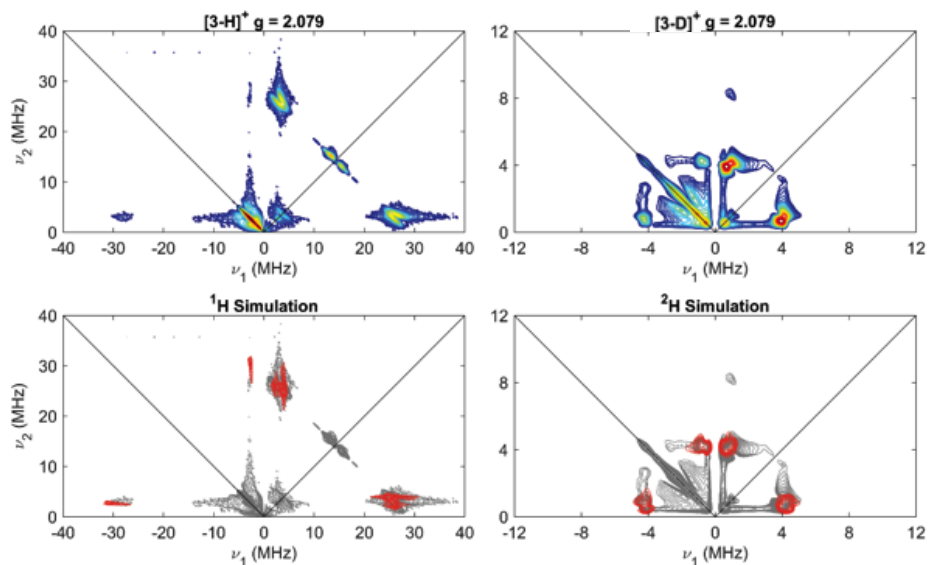 [3-H]⁺ g = 2.079
[3-D]⁺ g = 2.079
40
30
20
10
0
ν₂ (MHz)
-40 -30 -20 -10 0 10 20 30 40
ν₁ (MHz)
12
8
4
0
-12 -8 -4 0 4 8 12
ν₁ (MHz)
¹H Simulation
²H Simulation
40
30
20
10
0
ν₂ (MHz)
-40 -30 -20 -10 0 10 20 30 40
ν₁ (MHz)
12
8
4
0
-12 -8 -4 0 4 8 12
ν₁ (MHz)